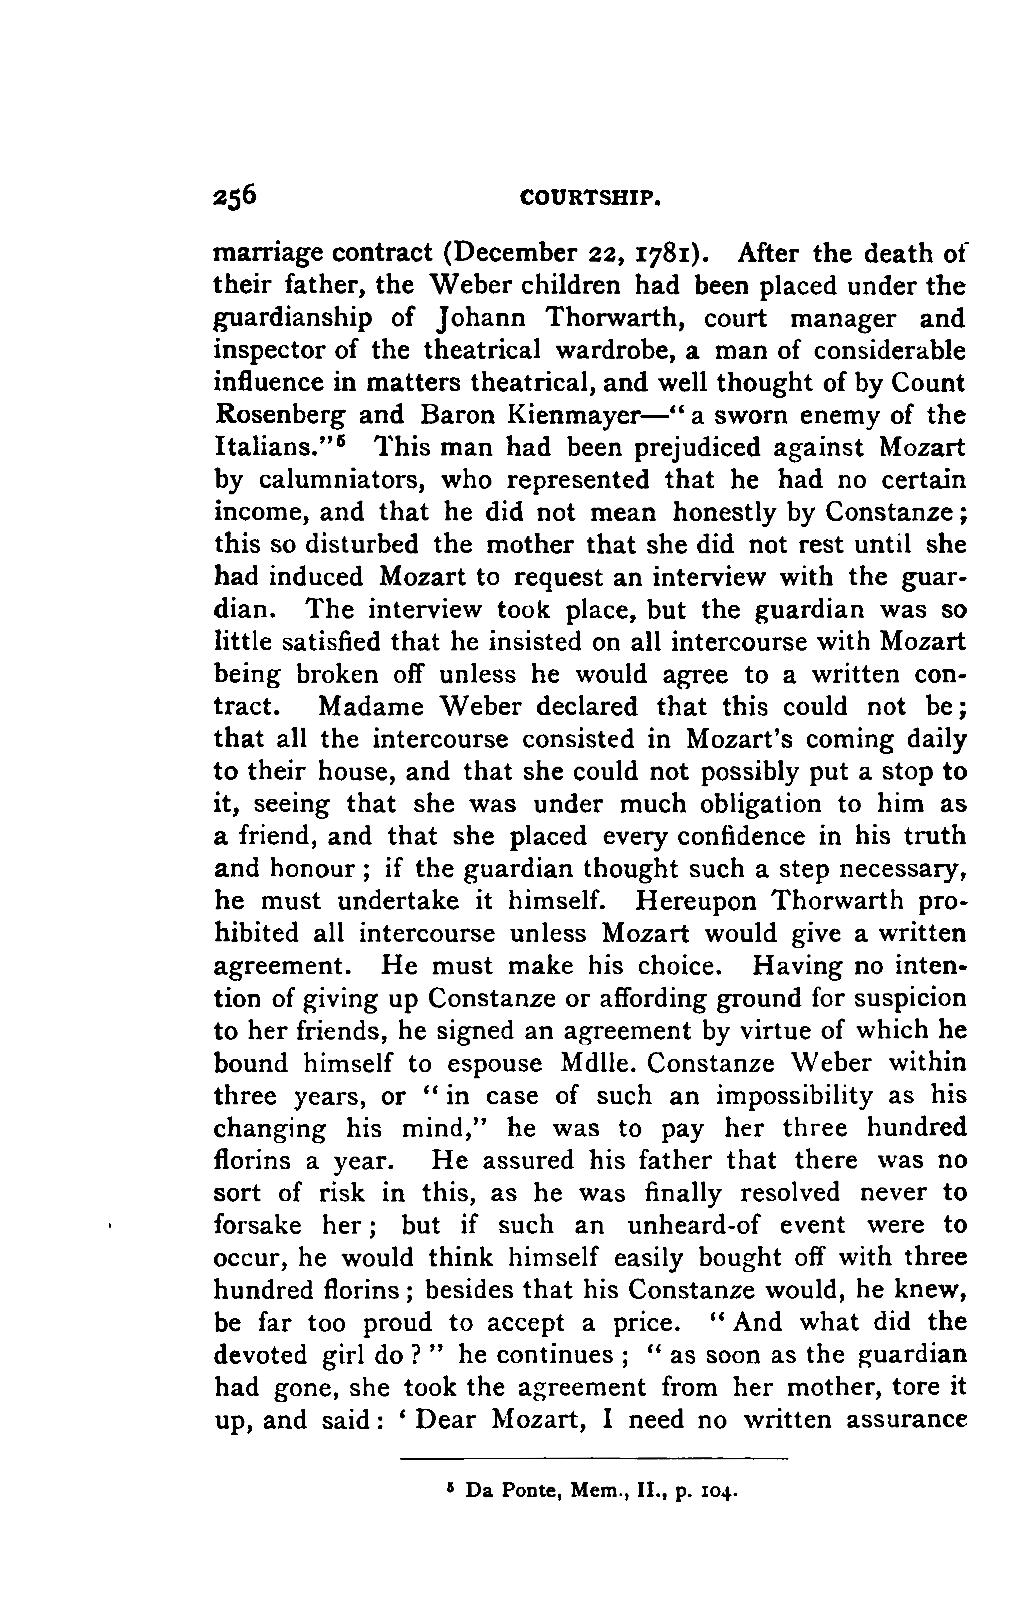 256 COURTSHIP.
marriage contract (December 22, 1781). After the death of
their father, the Weber children had been placed under the
guardianship of Johann Thorwarth, court manager and
inspector of the theatrical wardrobe, a man of considerable
influence in matters theatrical, and well thought of by Count
Rosenberg and Baron Kienmayer—“a sworn enemy of the
Italians.”⁵ This man had been prejudiced against Mozart
by calumniators, who represented that he had no certain
income, and that he did not mean honestly by Constanze;
this so disturbed the mother that she did not rest until she
had induced Mozart to request an interview with the guar-
dian. The interview took place, but the guardian was so
little satisfied that he insisted on all intercourse with Mozart
being broken off unless he would agree to a written con-
tract. Madame Weber declared that this could not be;
that all the intercourse consisted in Mozart's coming daily
to their house, and that she could not possibly put a stop to
it, seeing that she was under much obligation to him as
a friend, and that she placed every confidence in his truth
and honour; if the guardian thought such a step necessary,
he must undertake it himself. Hereupon Thorwarth pro-
hibited all intercourse unless Mozart would give a written
agreement. He must make his choice. Having no inten-
tion of giving up Constanze or affording ground for suspicion
to her friends, he signed an agreement by virtue of which he
bound himself to espouse Mdlle. Constanze Weber within
three years, or “in case of such an impossibility as his
changing his mind,” he was to pay her three hundred
florins a year. He assured his father that there was no
sort of risk in this, as he was finally resolved never to
forsake her; but if such an unheard-of event were to
occur, he would think himself easily bought off with three
hundred florins; besides that his Constanze would, he knew,
be far too proud to accept a price. “And what did the
devoted girl do?” he continues; “as soon as the guardian
had gone, she took the agreement from her mother, tore it
up, and said: ‘Dear Mozart, I need no written assurance
⁵ Da Ponte, Mem., II., p. 104.